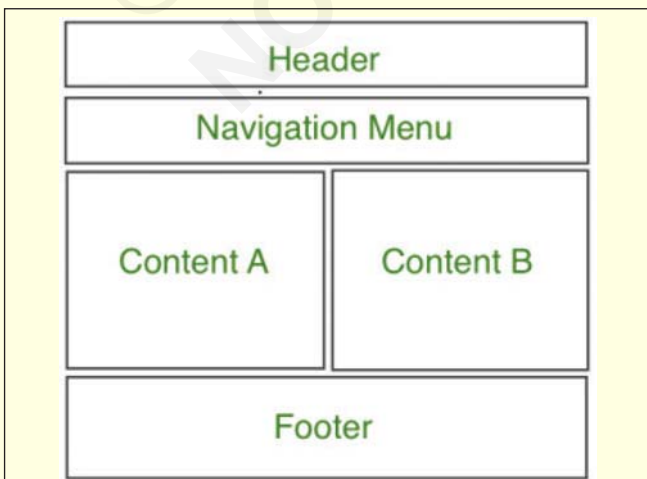 Header
Navigation Menu
Content A
Content B
Footer